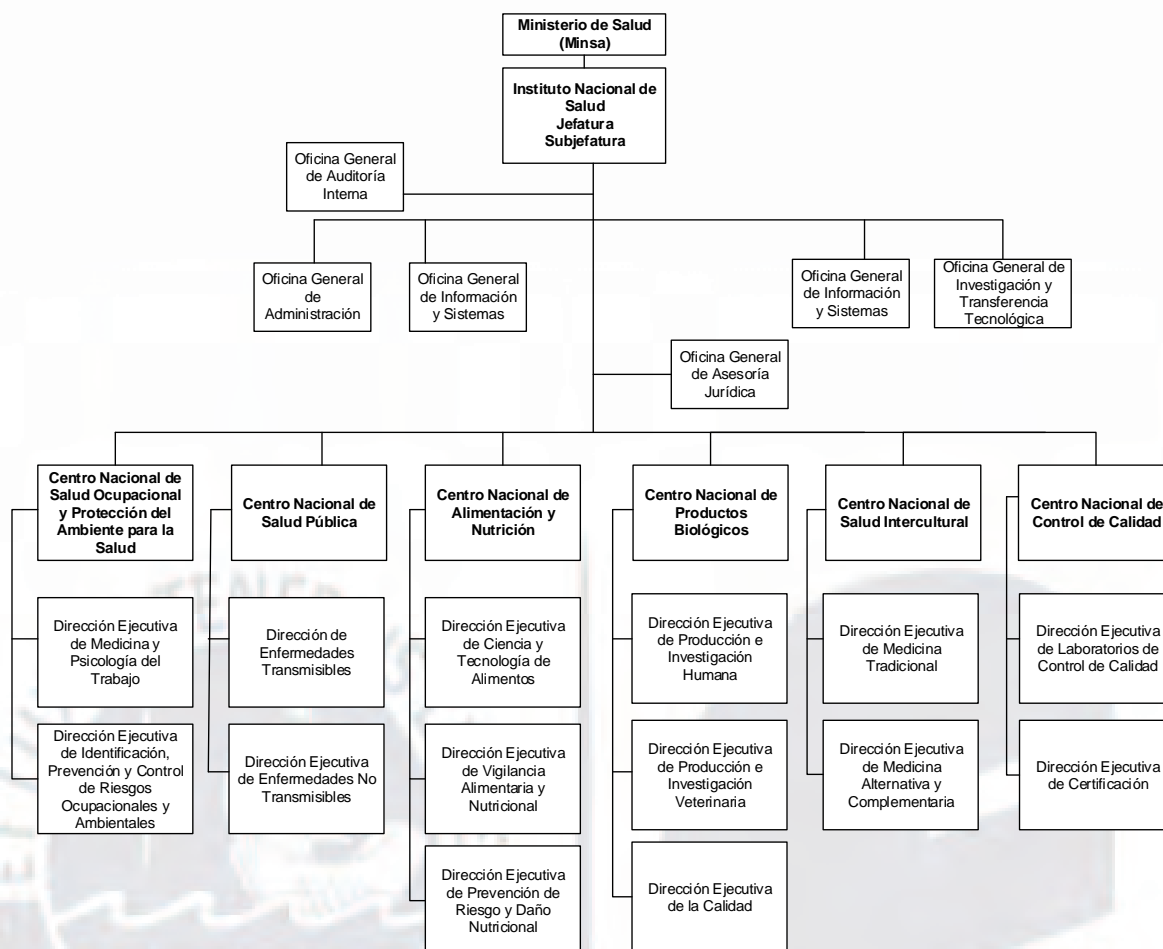 Ministerio de Salud
(Minsa)
Instituto Nacional de
Salud
Jefatura
Subjefatura
Oficina General
de Auditoría
Interna
Oficina General
de
Administración
Oficina General
de Información
y Sistemas
Oficina General
de Información
y Sistemas
Oficina General de
Investigación y
Transferencia
Tecnológica
Oficina General
de Asesoría
Jurídica
Centro Nacional de
Salud Ocupacional
y Protección del
Ambiente para la
Salud
Centro Nacional de
Salud Pública
Centro Nacional de
Alimentación y
Nutrición
Centro Nacional de
Productos
Biológicos
Centro Nacional de
Salud Intercultural
Centro Nacional de
Control de Calidad
Dirección Ejecutiva
de Medicina y
Psicología del
Trabajo
Dirección de
Enfermedades
Transmisibles
Dirección Ejecutiva
de Ciencia y
Tecnología de
Alimentos
Dirección Ejecutiva
de Producción e
Investigación
Humana
Dirección Ejecutiva
de Medicina
Tradicional
Dirección Ejecutiva
de Laboratorios de
Control de Calidad
Dirección Ejecutiva
de Identificación,
Prevención y Control
de Riesgos
Ocupacionales y
Ambientales
Dirección Ejecutiva
de Enfermedades No
Transmisibles
Dirección Ejecutiva
de Vigilancia
Alimentaria y
Nutricional
Dirección Ejecutiva
de Producción e
Investigación
Veterinaria
Dirección Ejecutiva
de Medicina
Alternativa y
Complementaria
Dirección Ejecutiva
de Certificación
Dirección Ejecutiva
de Prevención de
Riesgo y Daño
Nutricional
Dirección Ejecutiva
de la Calidad